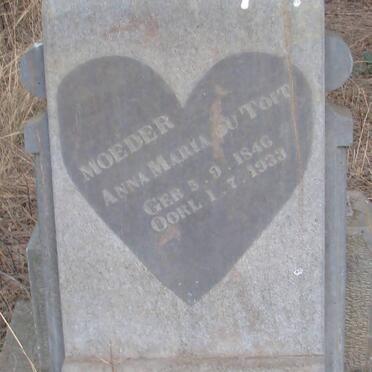 MOEDER
ANNA MARIA DU TOIT
GEB 5. 9. 1846
OORL 1. 7. 1933